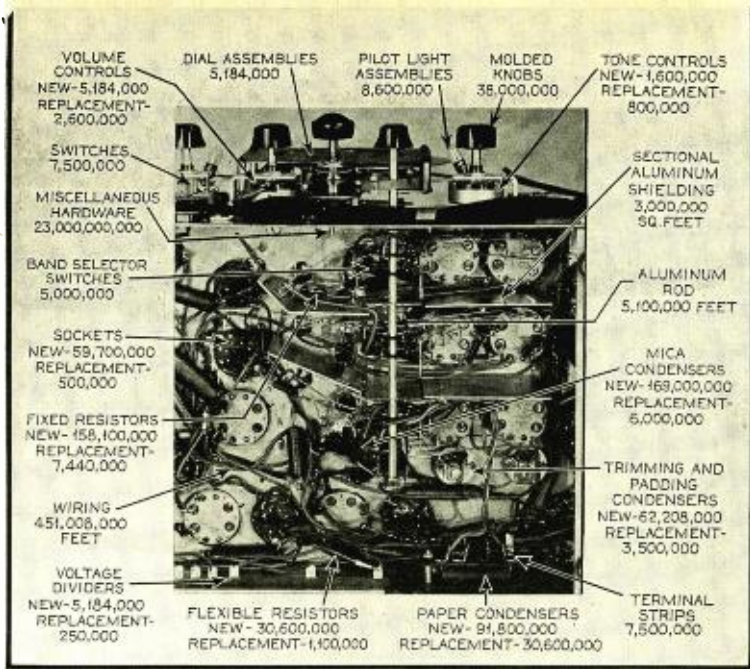 VOLUME
CONTROLS
NEW-5,184,000
REPLACEMENT-
2,600,000
DIAL ASSEMBLIES
5,184,000
PILOT LIGHT
ASSEMBLIES
8,600,000
MOLDED
KNOBS
38,000,000
TONE CONTROLS
NEW-1,600,000
REPLACEMENT-
800,000
SWITCHES
7,500,000
MISCELLANEOUS
HARDWARE
23,000,000,000
BAND SELECTOR
SWITCHES
5,000,000
SOCKETS
NEW-59,700,000
REPLACEMENT-
500,000
FIXED RESISTORS
NEW-158,100,000
REPLACEMENT-
7,440,000
WIRING
451,008,000
FEET
VOLTAGE
DIVIDERS
NEW-5,184,000
REPLACEMENT-
250,000
SECTIONAL
ALUMINUM
SHIELDING
3,000,000
SQ.FEET
ALUMINUM
ROD
5,100,000 FEET
MICA
CONDENSERS
NEW-169,000,000
REPLACEMENT-
6,000,000
TRIMMING AND
PADDING
CONDENSERS
NEW-62,208,000
REPLACEMENT-
3,500,000
TERMINAL
STRIPS
7,500,000
FLEXIBLE RESISTORS
NEW-30,600,000
REPLACEMENT-1,100,000
PAPER CONDENSERS
NEW-91,800,000
REPLACEMENT-30,600,000